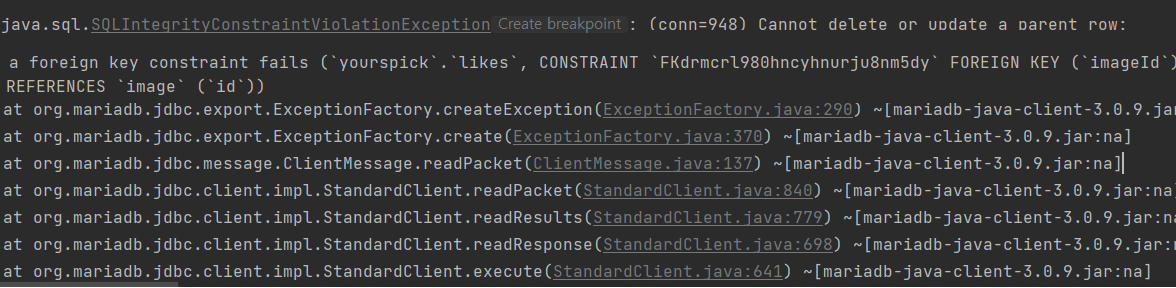 java.sql.SQLIntegrityConstraintViolationException Create breakpoint : (conn=948) Cannot delete or update a parent row:
a foreign key constraint fails (`yourspick`.`likes`, CONSTRAINT `FKdrmcrl980hncyhnurju8nm5dy` FOREIGN KEY (`imageId`)
REFERENCES `image` (`id`))
at org.mariadb.jdbc.export.ExceptionFactory.createException(ExceptionFactory.java:290) ~[mariadb-java-client-3.0.9.jar:na
at org.mariadb.jdbc.export.ExceptionFactory.create(ExceptionFactory.java:370) ~[mariadb-java-client-3.0.9.jar:na]
at org.mariadb.jdbc.message.ClientMessage.readPacket(ClientMessage.java:137) ~[mariadb-java-client-3.0.9.jar:na]
at org.mariadb.jdbc.client.impl.StandardClient.readPacket(StandardClient.java:840) ~[mariadb-java-client-3.0.9.jar:na]
at org.mariadb.jdbc.client.impl.StandardClient.readResults(StandardClient.java:779) ~[mariadb-java-client-3.0.9.jar:na
at org.mariadb.jdbc.client.impl.StandardClient.readResponse(StandardClient.java:698) ~[mariadb-java-client-3.0.9.jar:n
at org.mariadb.jdbc.client.impl.StandardClient.execute(StandardClient.java:641) ~[mariadb-java-client-3.0.9.jar:na]